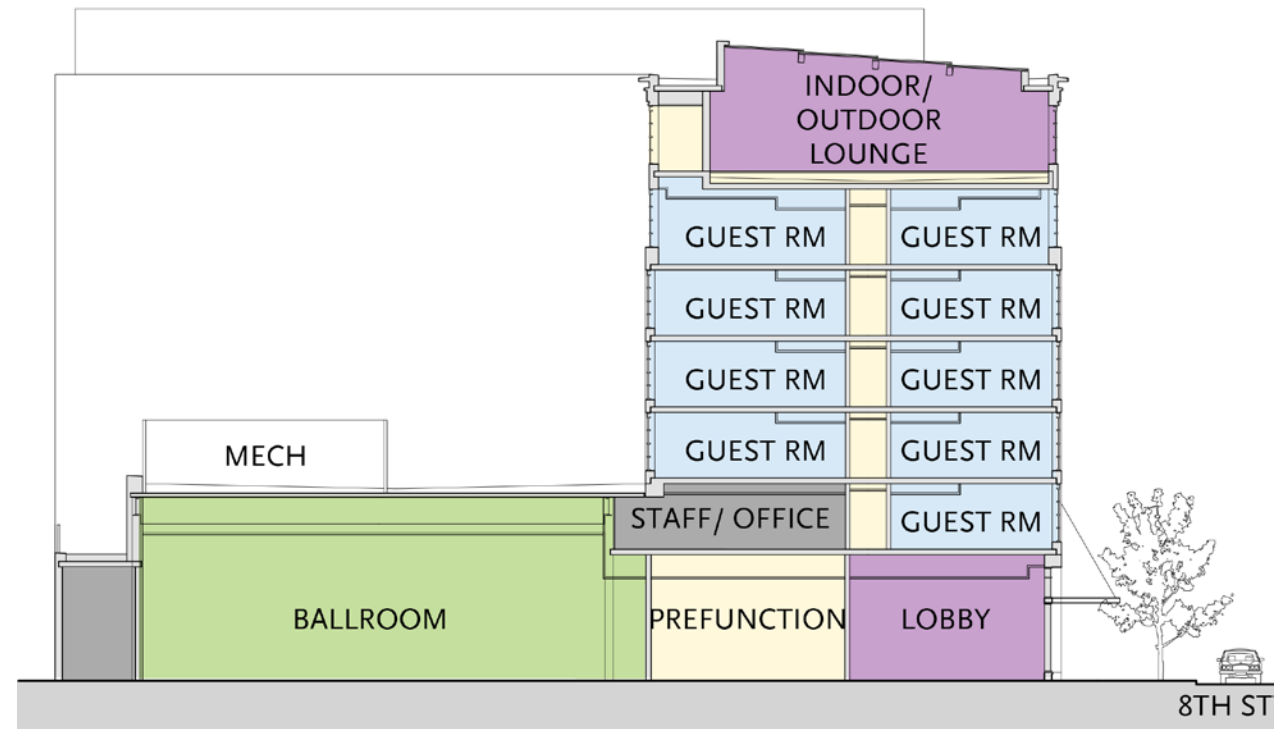 INDOOR/
OUTDOOR
LOUNGE
GUEST RM GUEST RM
GUEST RM GUEST RM
GUEST RM GUEST RM
MECH GUEST RM GUEST RM
STAFF/ OFFICE GUEST RM
BALLROOM PREFUNCTION LOBBY
8TH ST